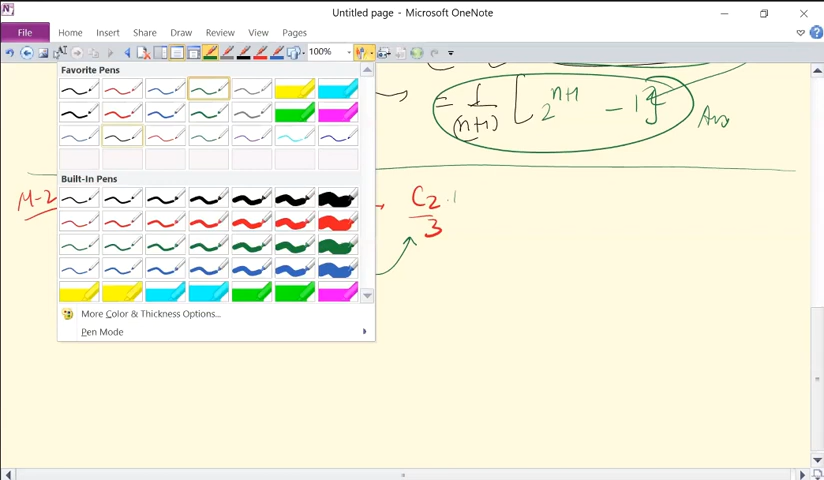 Untitled page - Microsoft OneNote
File Home Insert Share Draw Review View Pages
100%
Favorite Pens
Built-In Pens
More Color & Thickness Options...
Pen Mode
= 1/(n+1) [ 2^(n+1) - 1 ] Ans
M-2
C2/3